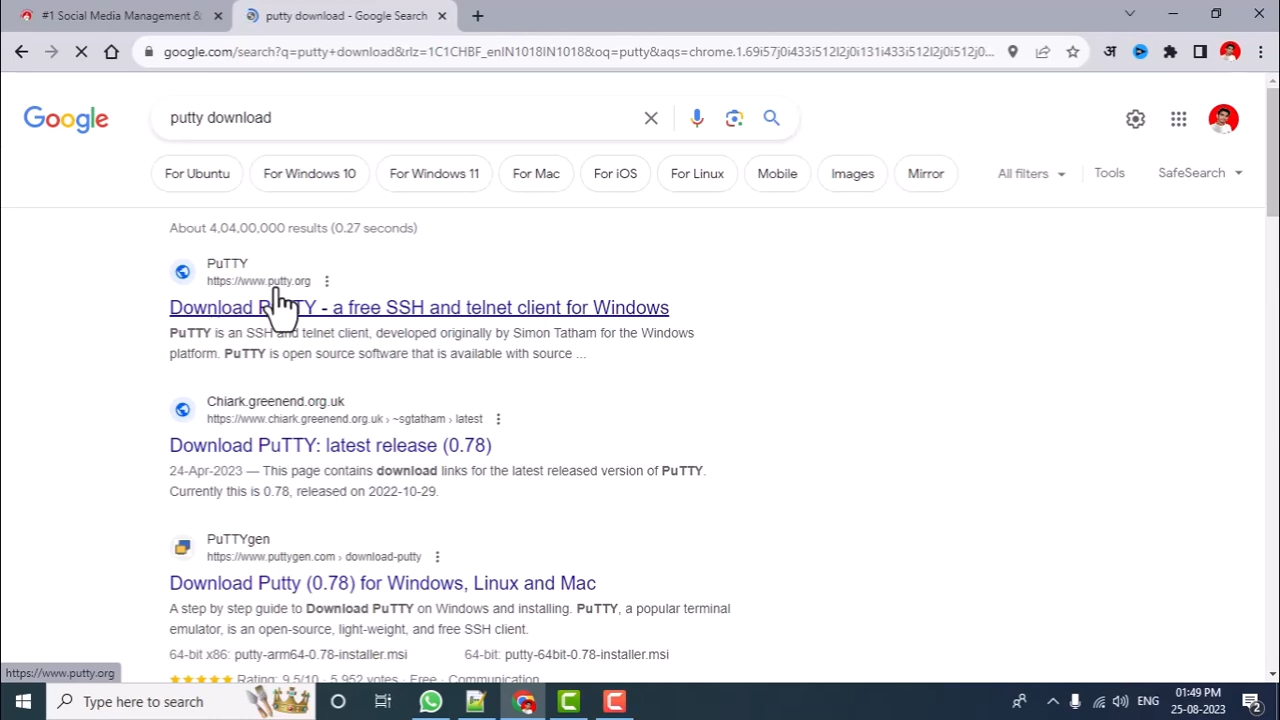 #1 Social Media Management &
putty download - Google Search
google.com/search?q=putty+download&rlz=1C1CHBF_enIN1018IN1018&oq=putty&aqs=chrome.1.69i57j0i433i512l2j0i131i433i512l2j0i512j0...
अ
Google
putty download
For Ubuntu
For Windows 10
For Windows 11
For Mac
For iOS
For Linux
Mobile
Images
Mirror
All filters
Tools
SafeSearch
About 4,04,00,000 results (0.27 seconds)
PuTTY
https://www.putty.org
Download PuTTY - a free SSH and telnet client for Windows
PuTTY is an SSH and telnet client, developed originally by Simon Tatham for the Windows
platform. PuTTY is open source software that is available with source ...
Chiark.greenend.org.uk
https://www.chiark.greenend.org.uk › ~sgtatham › latest
Download PuTTY: latest release (0.78)
24-Apr-2023 — This page contains download links for the latest released version of PuTTY.
Currently this is 0.78, released on 2022-10-29.
PuTTYgen
https://www.puttygen.com › download-putty
Download Putty (0.78) for Windows, Linux and Mac
A step by step guide to Download PuTTY on Windows and installing. PuTTY, a popular terminal
emulator, is an open-source, light-weight, and free SSH client.
64-bit x86: putty-arm64-0.78-installer.msi
64-bit: putty-64bit-0.78-installer.msi
Rating: 9.5/10 · 5,952 votes · Free · Communication
https://www.putty.org
Type here to search
ENG
01:49 PM
25-08-2023
2